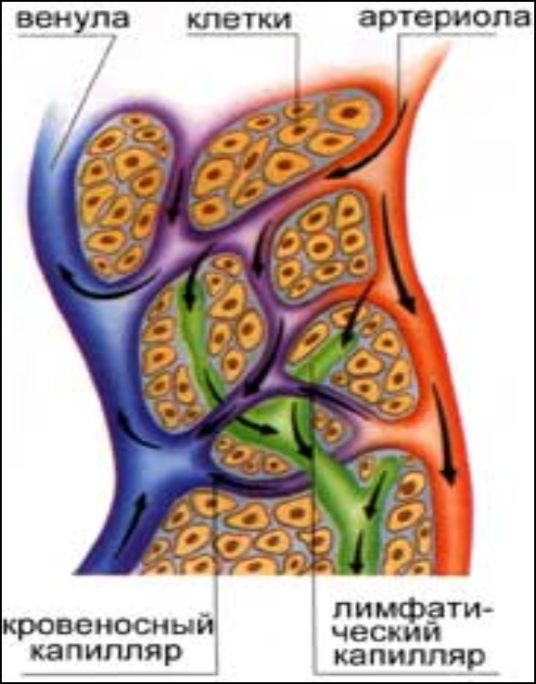 венула
клетки
артериола
кровеносный
капилляр
лимфати-
ческий
капилляр